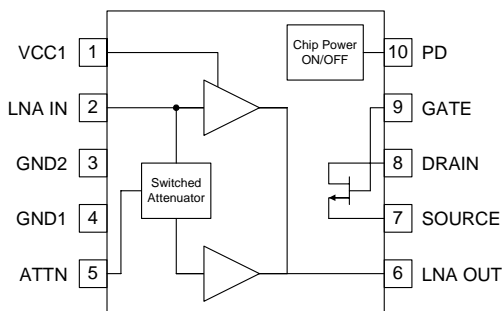 VCC1 1
LNA IN 2
GND2 3
GND1 4
ATTN 5
Switched
Attenuator
Chip Power
ON/OFF
10 PD
9 GATE
8 DRAIN
7 SOURCE
6 LNA OUT